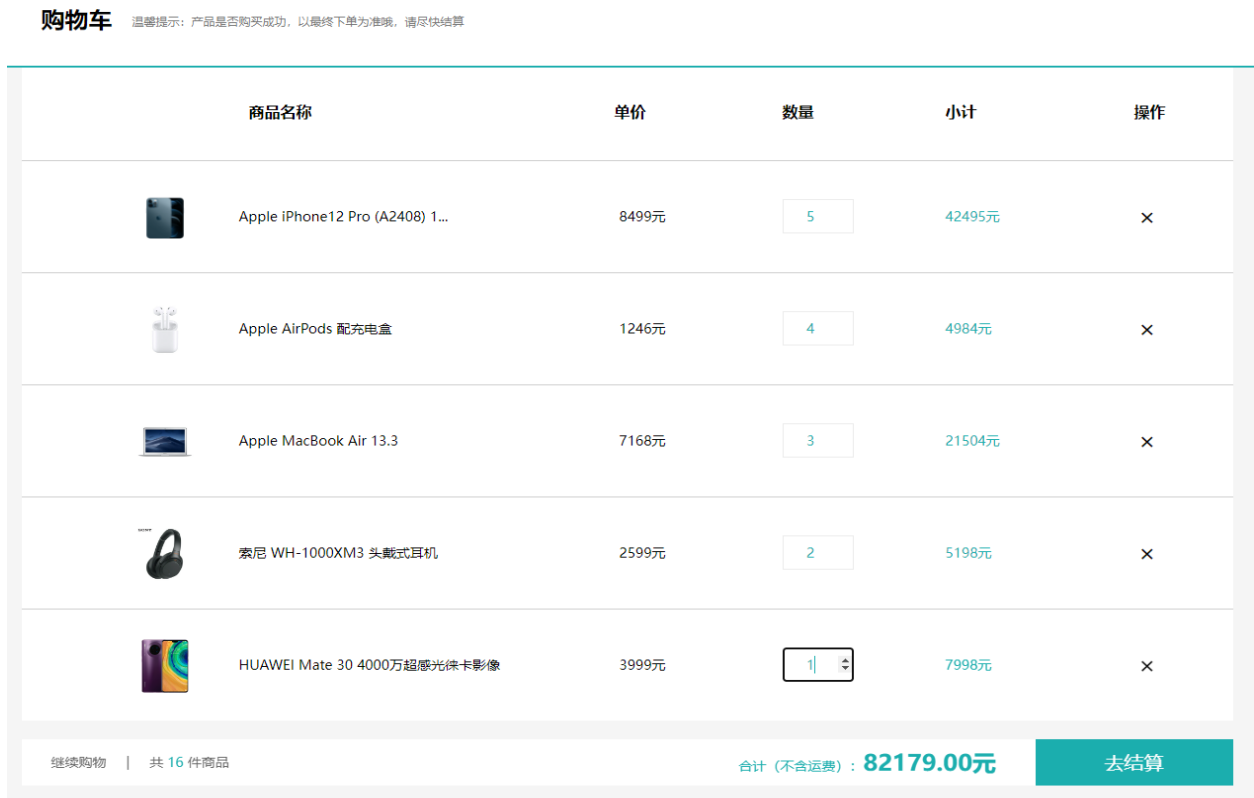 购物车 温馨提示：产品是否购买成功，以最终下单为准哦，请尽快结算
商品名称 单价 数量 小计 操作
Apple iPhone12 Pro (A2408) 1... 8499元 5 42495元 ×
Apple AirPods 配充电盒 1246元 4 4984元 ×
Apple MacBook Air 13.3 7168元 3 21504元 ×
索尼 WH-1000XM3 头戴式耳机 2599元 2 5198元 ×
HUAWEI Mate 30 4000万超感光徕卡影像 3999元 1 7998元 ×
继续购物 | 共 16 件商品 合计（不含运费）: 82179.00元 去结算